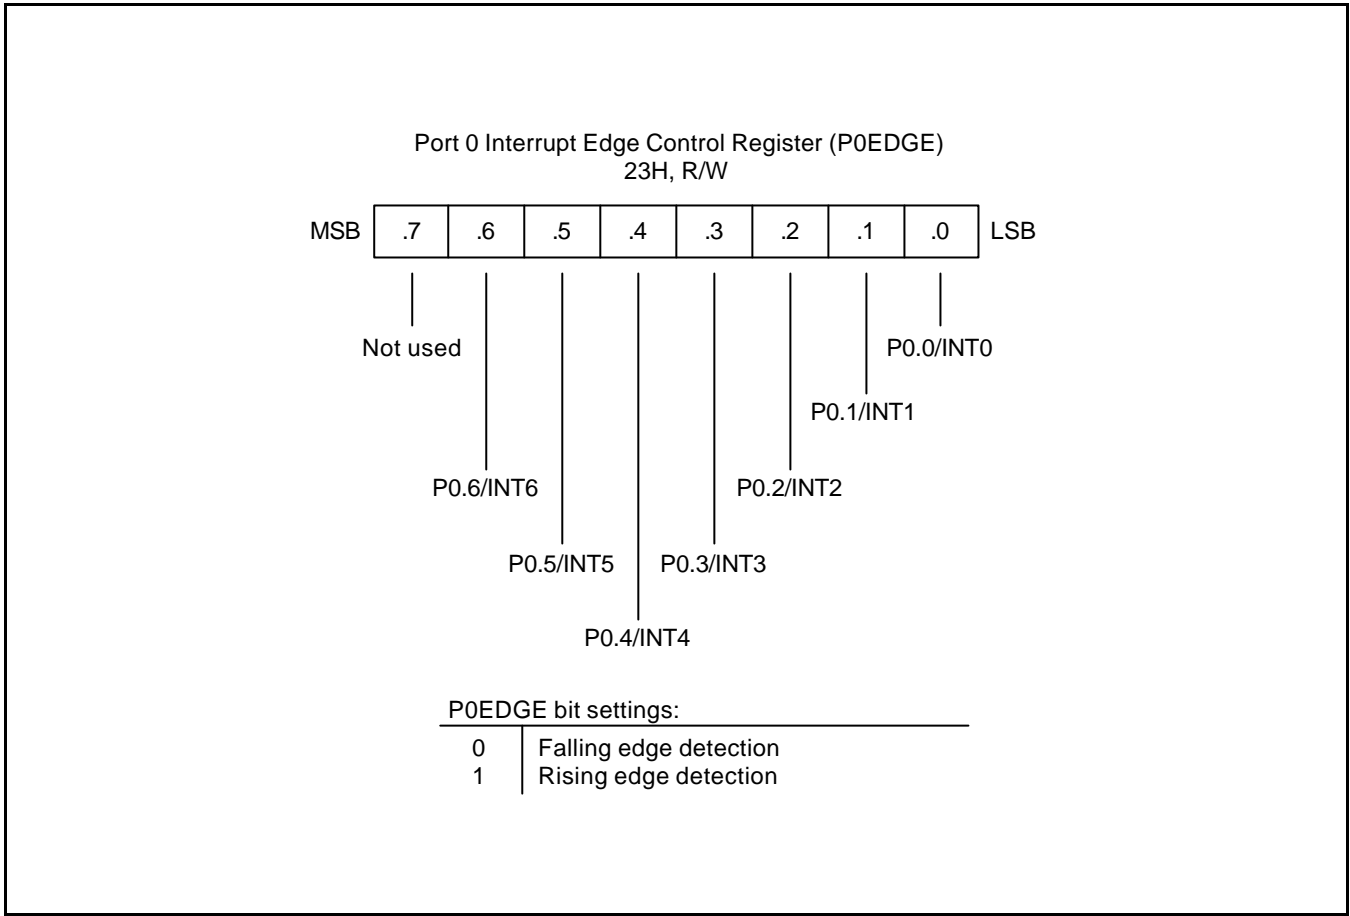 Port 0 Interrupt Edge Control Register (P0EDGE)
23H, R/W
MSB .7 .6 .5 .4 .3 .2 .1 .0 LSB
Not used P0.0/INT0
P0.1/INT1
P0.6/INT6 P0.2/INT2
P0.5/INT5 P0.3/INT3
P0.4/INT4
P0EDGE bit settings:
0 Falling edge detection
1 Rising edge detection